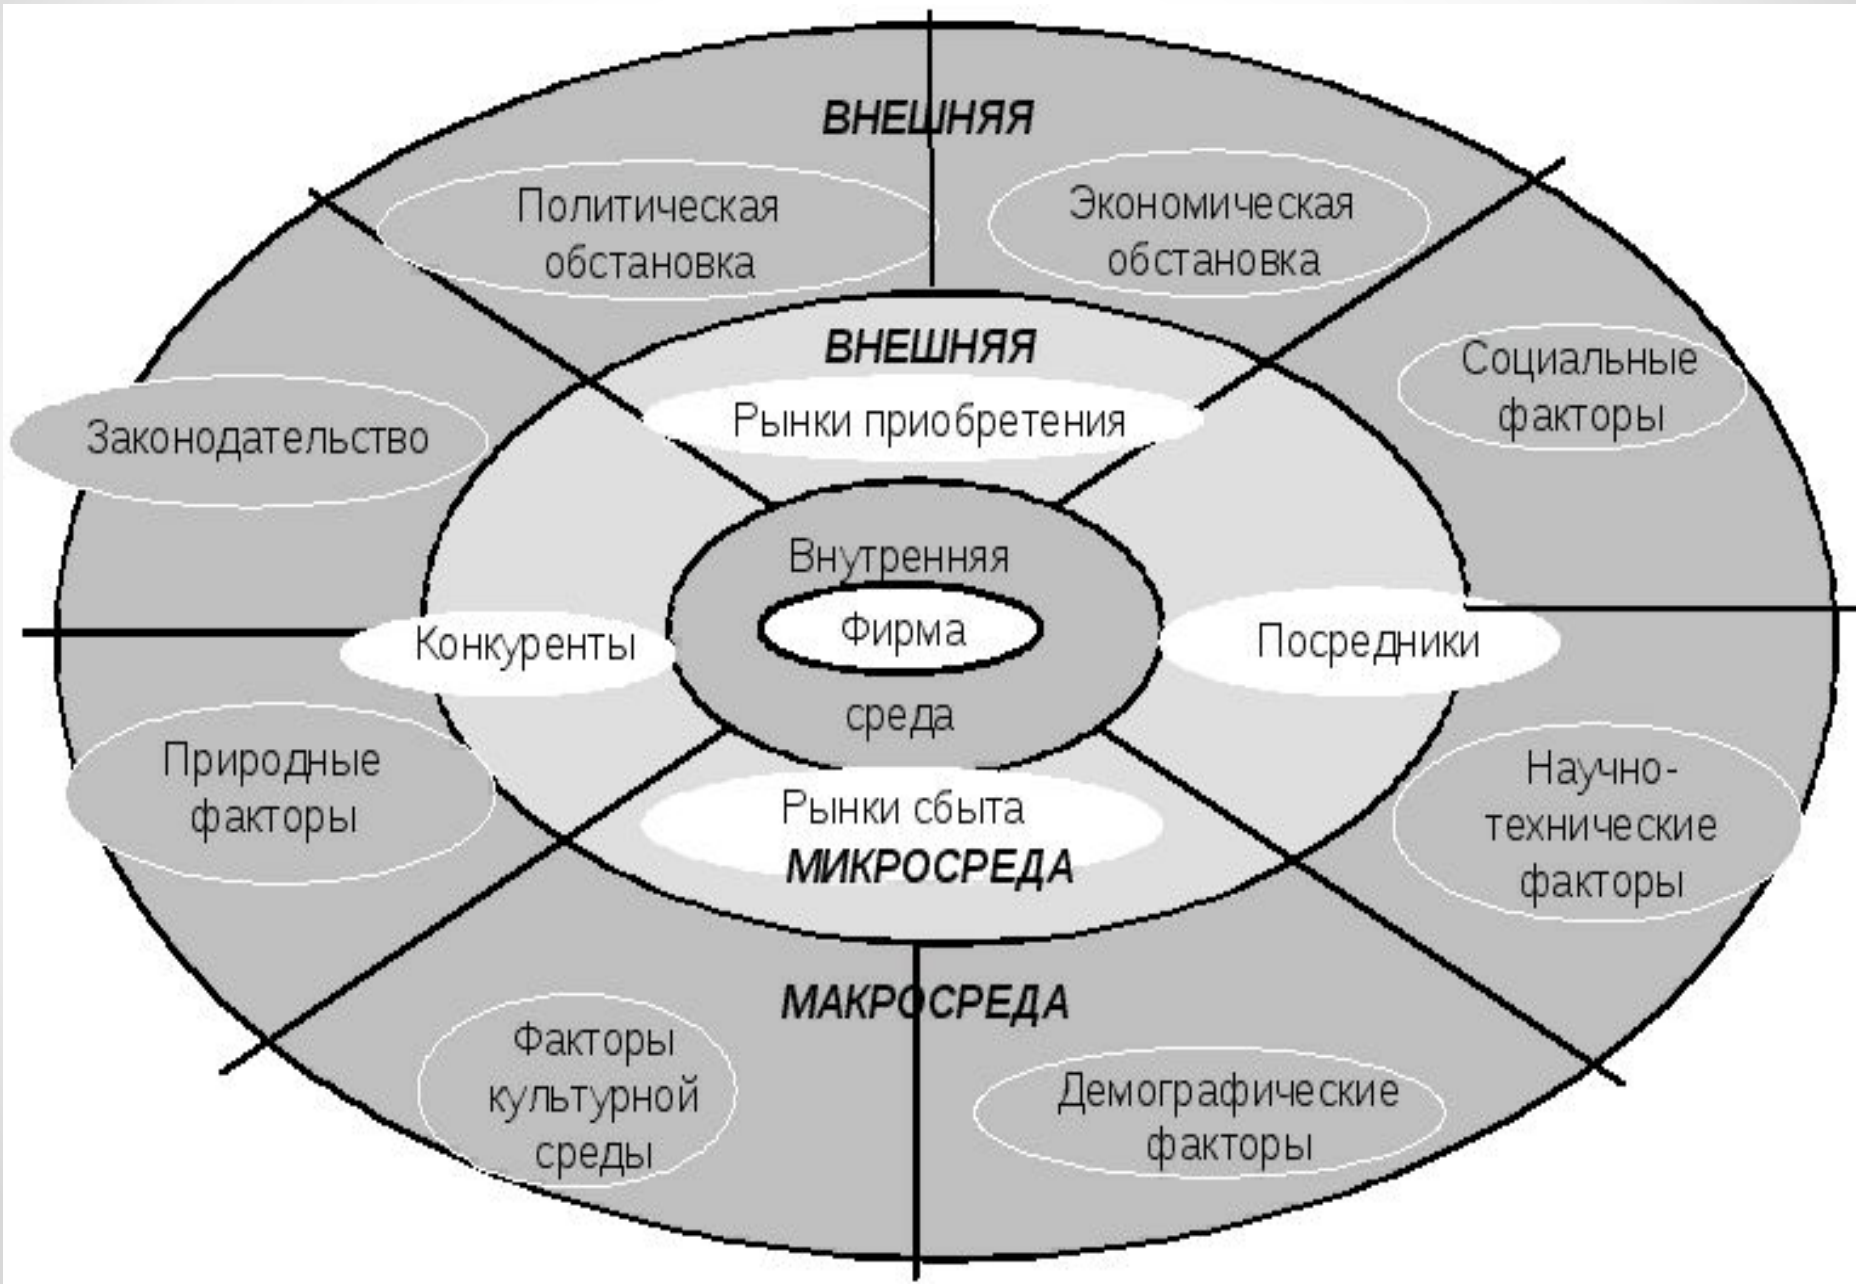 ВНЕШНЯЯ
Политическая
обстановка
Экономическая
обстановка
ВНЕШНЯЯ
Социальные
факторы
Законодательство
Рынки приобретения
Внутренняя
Фирма
среда
Конкуренты
Посредники
Природные
факторы
Научно-
технические
факторы
Рынки сбыта
МИКРОСРЕДА
МАКРОСРЕДА
Факторы
культурной
среды
Демографические
факторы